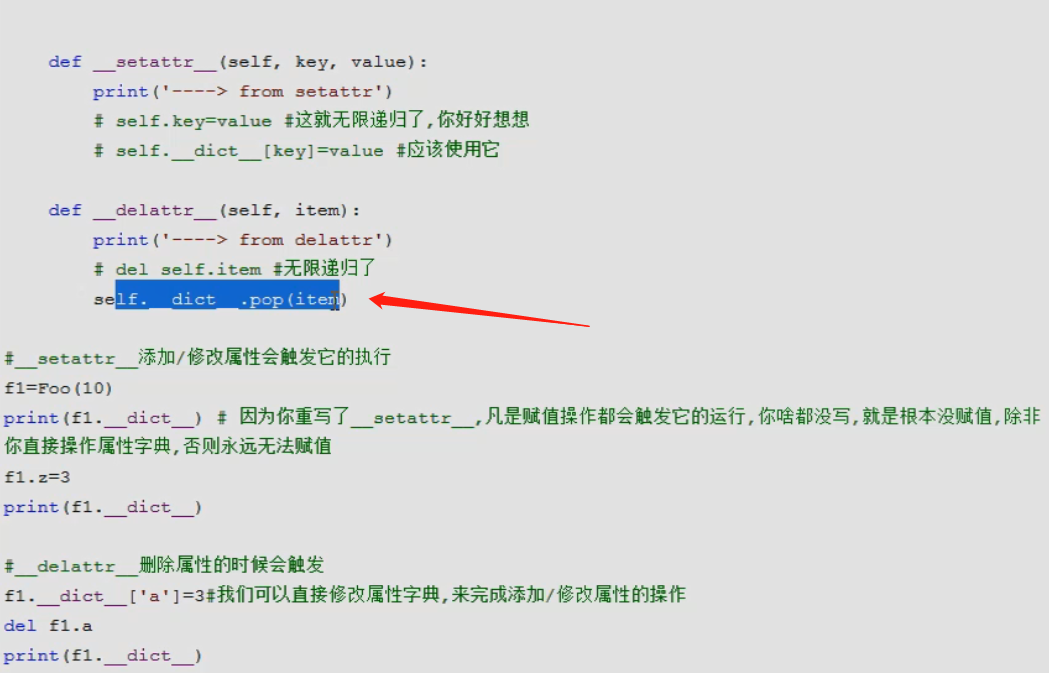 def __setattr__(self, key, value):
print('----> from setattr')
# self.key=value #这就无限递归了,你好好想想
# self.__dict__[key]=value #应该使用它
def __delattr__(self, item):
print('----> from delattr')
# del self.item #无限递归了
self.__dict__.pop(item)
#__setattr__添加/修改属性会触发它的执行
f1=Foo(10)
print(f1.__dict__) # 因为你重写了__setattr__,凡是赋值操作都会触发它的运行,你啥都没写,就是根本没赋值,除非
你直接操作属性字典,否则永远无法赋值
f1.z=3
print(f1.__dict__)
#__delattr__删除属性的时候会触发
f1.__dict__['a']=3#我们可以直接修改属性字典,来完成添加/修改属性的操作
del f1.a
print(f1.__dict__)